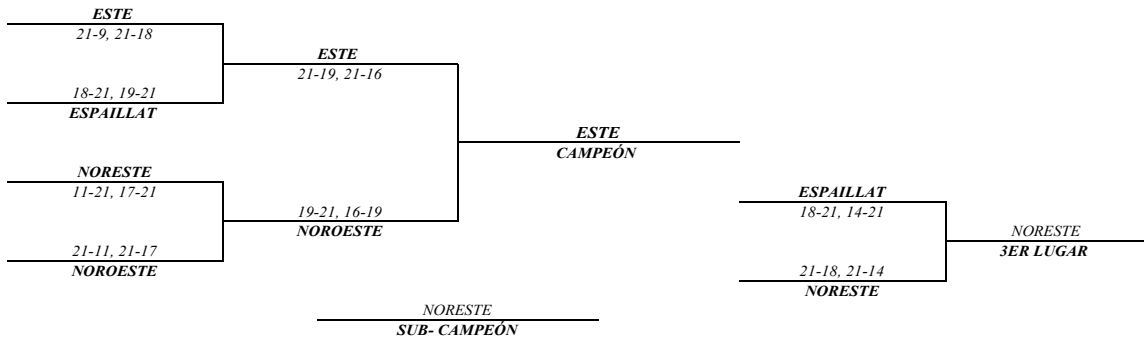 ESTE
21-9, 21-18
18-21, 19-21
ESPAILLAT
NORESTE
11-21, 17-21
21-11, 21-17
NOROESTE
ESTE
21-19, 21-16
19-21, 16-19
NOROESTE
ESTE
CAMPEÓN
ESPAILLAT
18-21, 14-21
21-18, 21-14
NORESTE
NORESTE
3ER LUGAR
NORESTE
SUB- CAMPEÓN